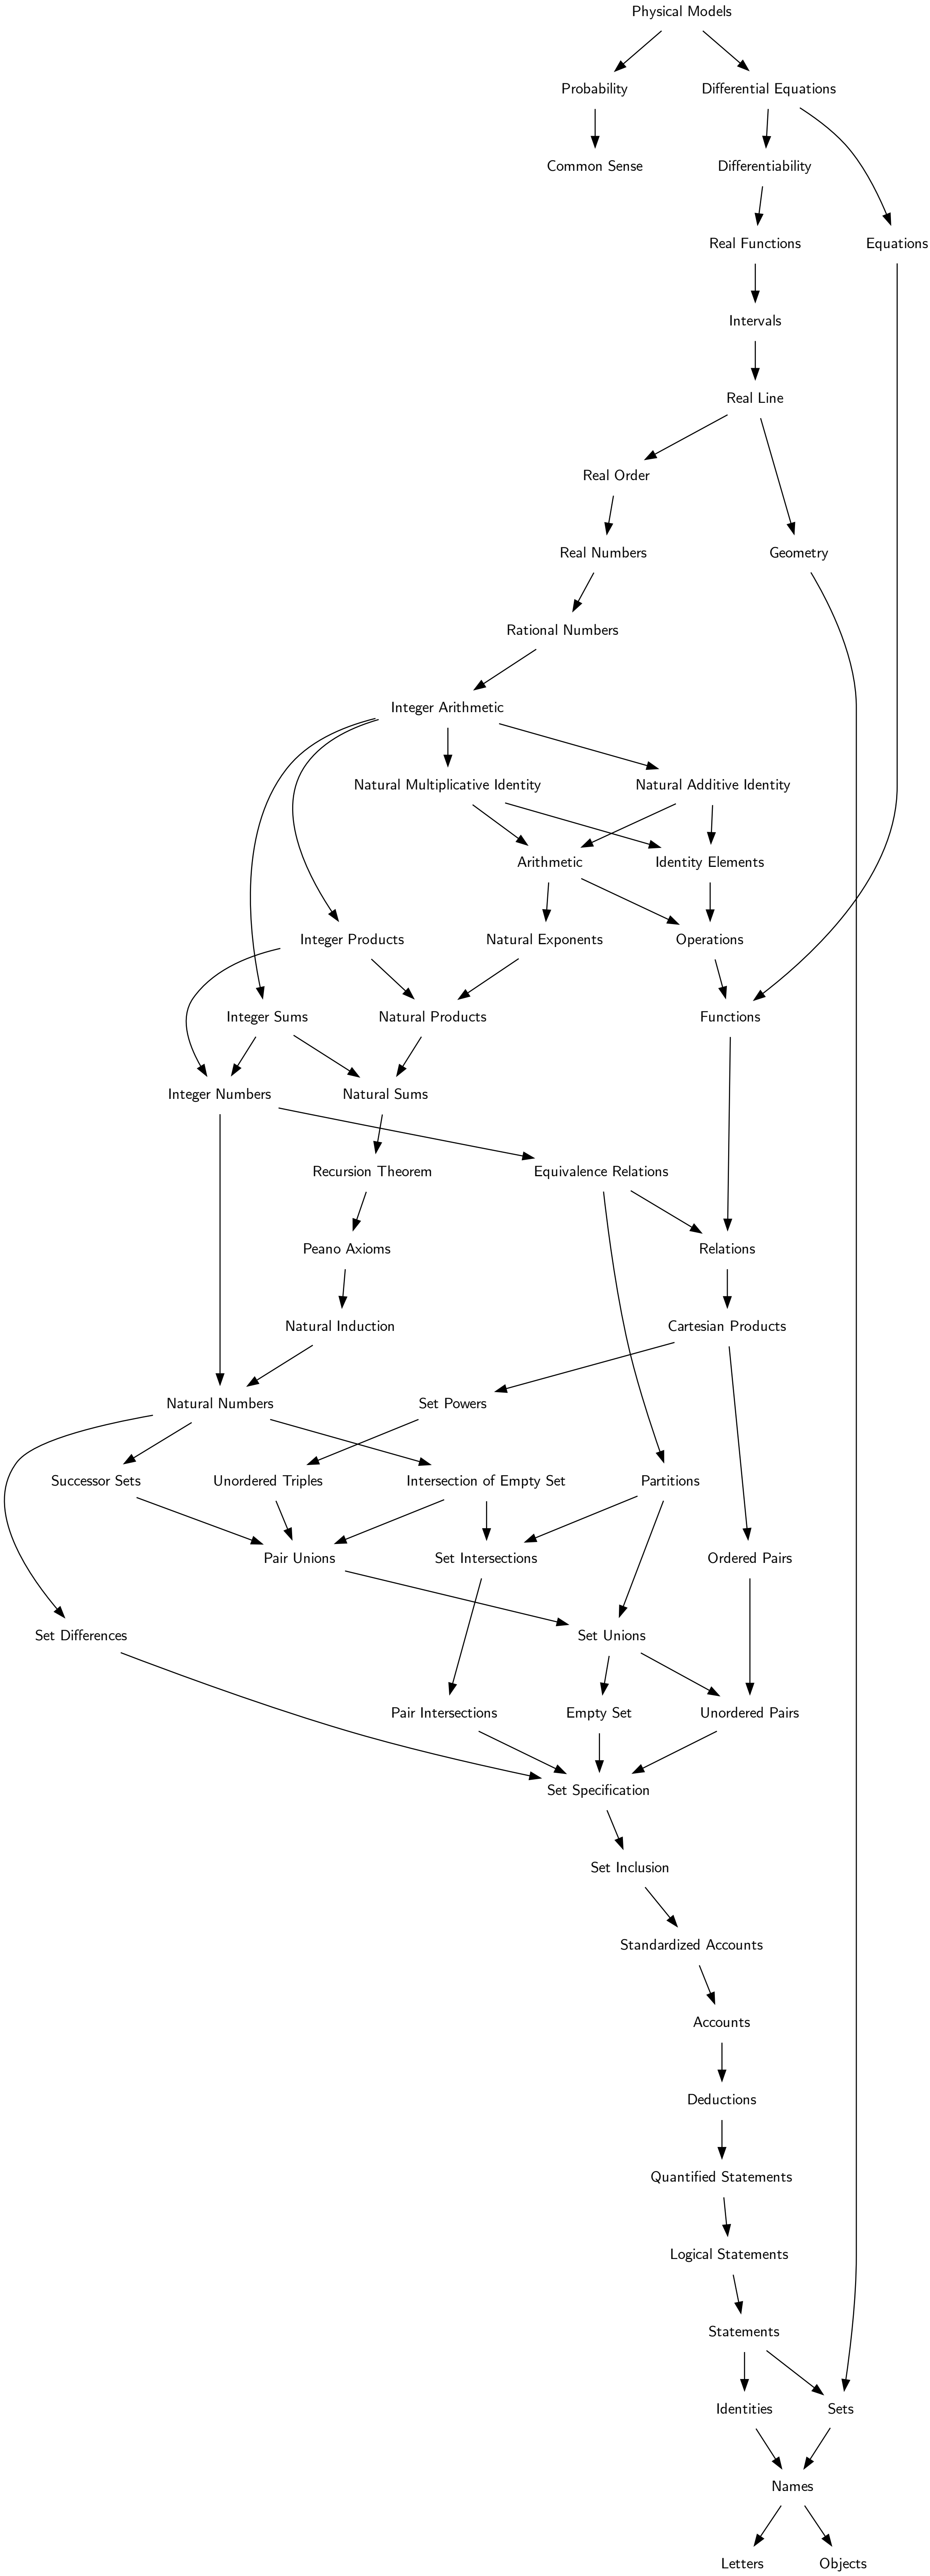 Physical Models
Probability
Differential Equations
Common Sense
Differentiability
Real Functions
Equations
Intervals
Real Line
Real Order
Real Numbers
Geometry
Rational Numbers
Integer Arithmetic
Natural Multiplicative Identity
Natural Additive Identity
Arithmetic
Identity Elements
Integer Products
Natural Exponents
Operations
Integer Sums
Natural Products
Functions
Integer Numbers
Natural Sums
Recursion Theorem
Equivalence Relations
Peano Axioms
Relations
Natural Induction
Cartesian Products
Natural Numbers
Set Powers
Successor Sets
Unordered Triples
Intersection of Empty Set
Partitions
Pair Unions
Set Intersections
Ordered Pairs
Set Differences
Set Unions
Pair Intersections
Empty Set
Unordered Pairs
Set Specification
Set Inclusion
Standardized Accounts
Accounts
Deductions
Quantified Statements
Logical Statements
Statements
Identities
Sets
Names
Letters
Objects